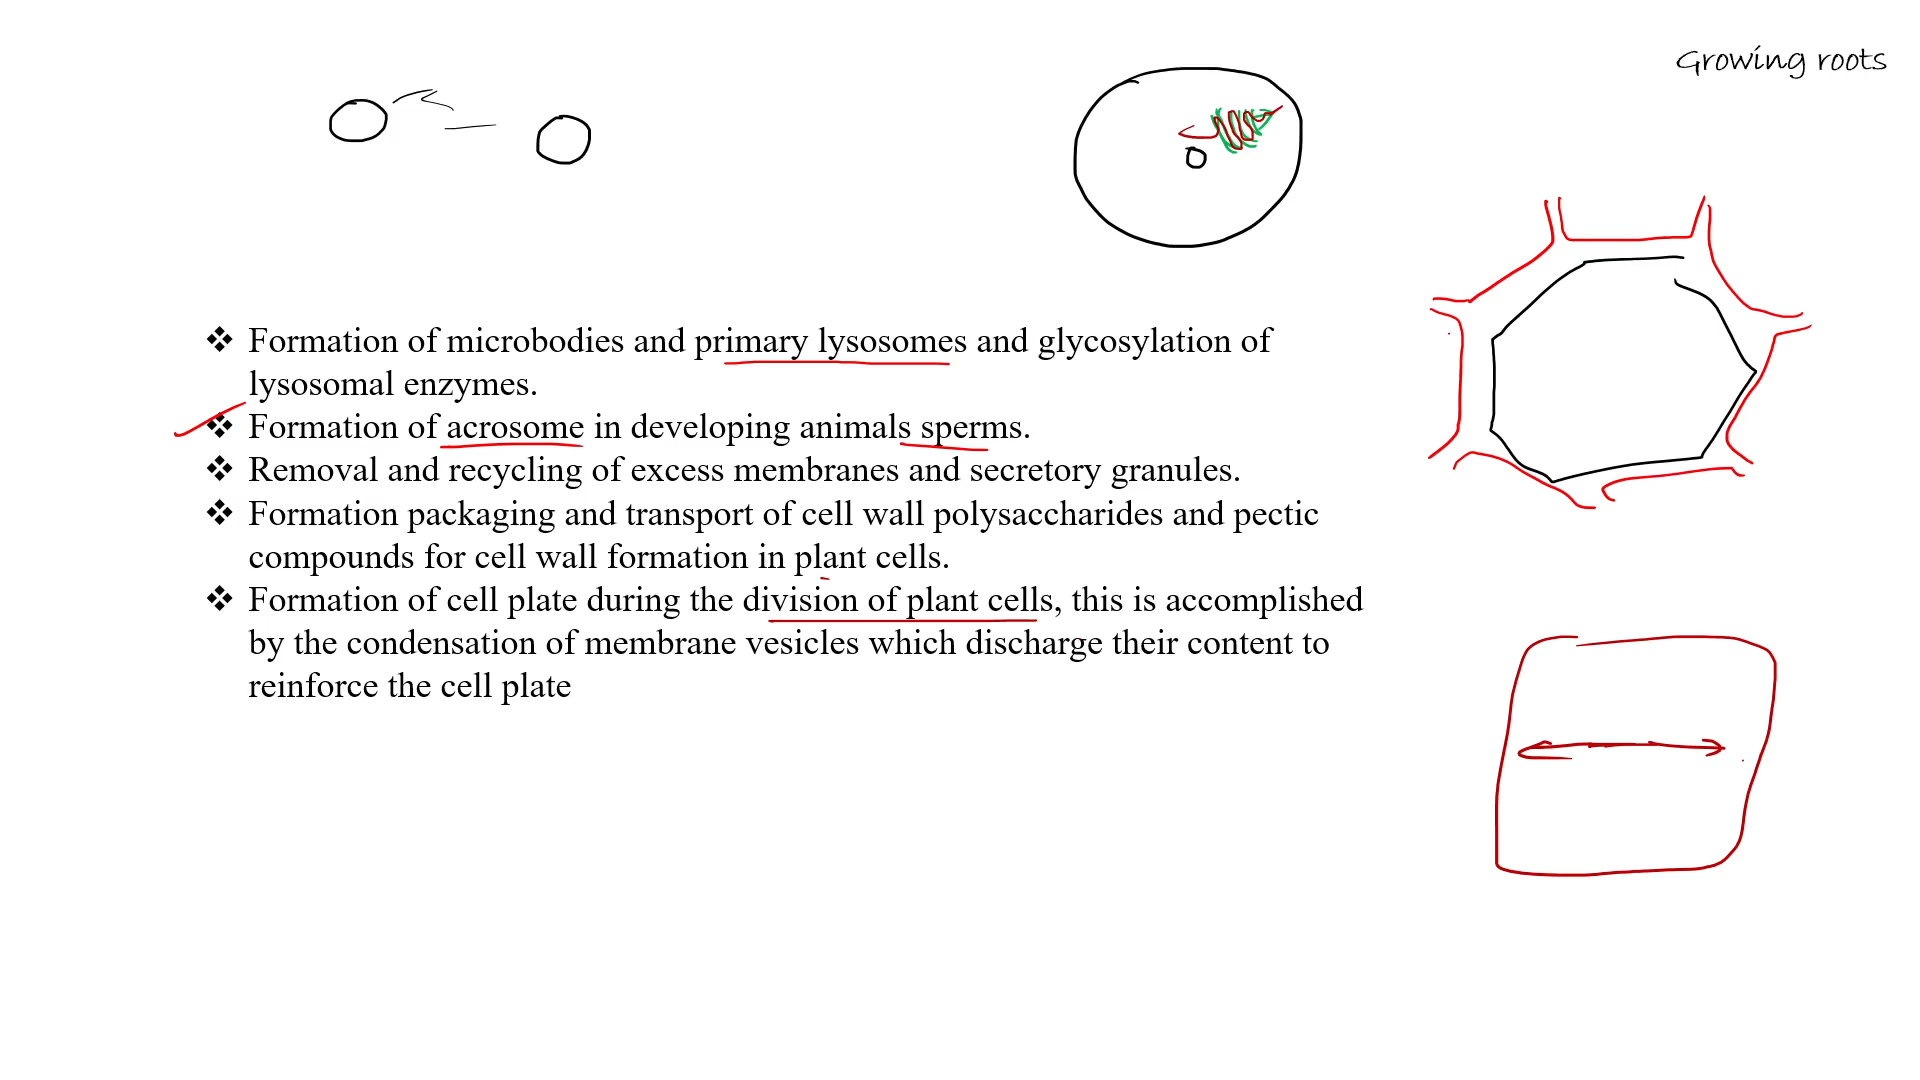 Growing roots
❖ Formation of microbodies and primary lysosomes and glycosylation of
lysosomal enzymes.
❖ Formation of acrosome in developing animals sperms.
❖ Removal and recycling of excess membranes and secretory granules.
❖ Formation packaging and transport of cell wall polysaccharides and pectic
compounds for cell wall formation in plant cells.
❖ Formation of cell plate during the division of plant cells, this is accomplished
by the condensation of membrane vesicles which discharge their content to
reinforce the cell plate